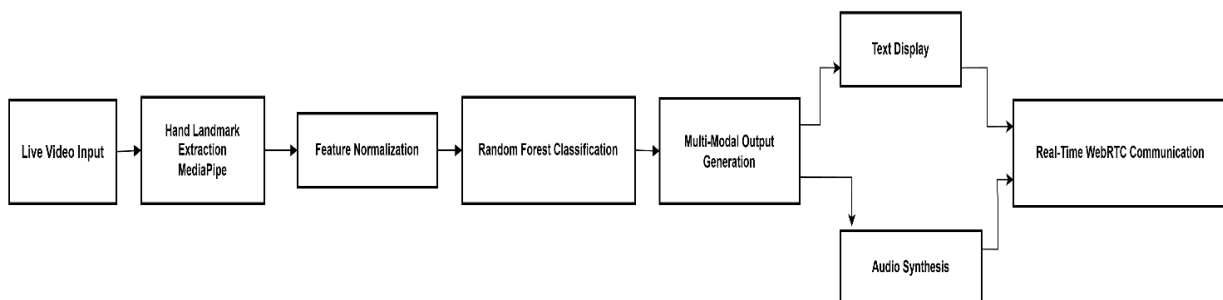 Live Video Input
Hand Landmark
Extraction
MediaPipe
Feature Normalization
Random Forest Classification
Multi-Modal Output
Generation
Text Display
Audio Synthesis
Real-Time WebRTC Communication